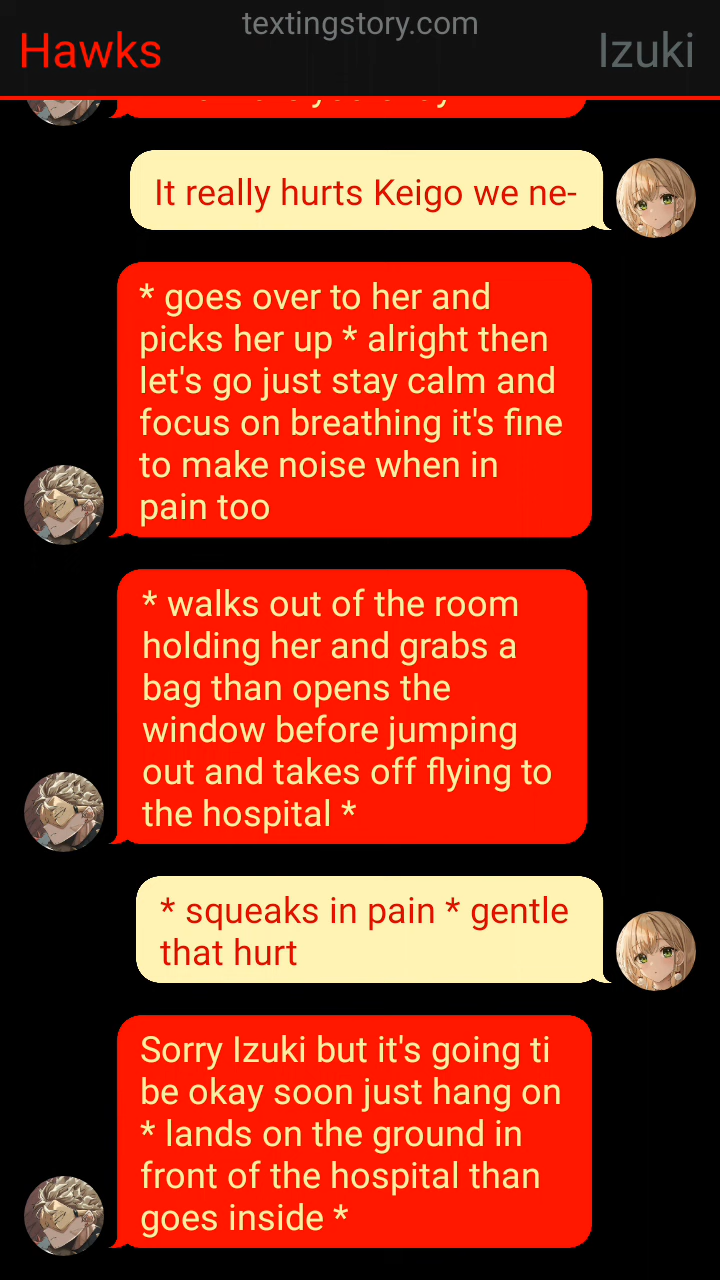 textingstory.com
Hawks
Izuki
It really hurts Keigo we ne-
* goes over to her and
picks her up * alright then
let's go just stay calm and
focus on breathing it's fine
to make noise when in
pain too
* walks out of the room
holding her and grabs a
bag than opens the
window before jumping
out and takes off flying to
the hospital *
* squeaks in pain * gentle
that hurt
Sorry Izuki but it's going ti
be okay soon just hang on
* lands on the ground in
front of the hospital than
goes inside *